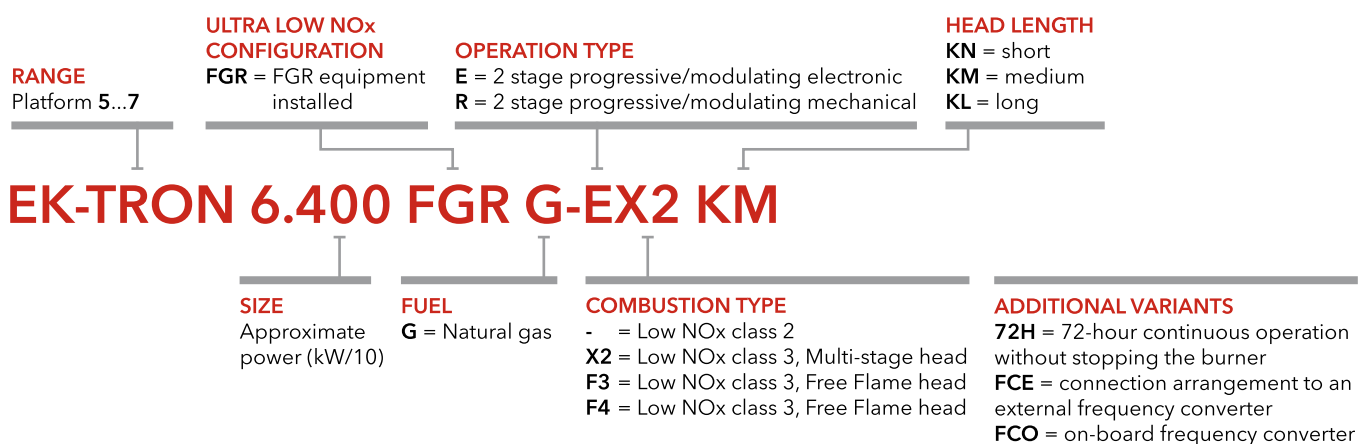 RANGE
Platform 5...7
ULTRA LOW NOx
CONFIGURATION
FGR = FGR equipment
installed
OPERATION TYPE
E = 2 stage progressive/modulating electronic
R = 2 stage progressive/modulating mechanical
HEAD LENGTH
KN = short
KM = medium
KL = long
EK-TRON 6.400 FGR G-EX2 KM
SIZE
Approximate
power (kW/10)
FUEL
G = Natural gas
COMBUSTION TYPE
- = Low NOx class 2
X2 = Low NOx class 3, Multi-stage head
F3 = Low NOx class 3, Free Flame head
F4 = Low NOx class 3, Free Flame head
ADDITIONAL VARIANTS
72H = 72-hour continuous operation
without stopping the burner
FCE = connection arrangement to an
external frequency converter
FCO = on-board frequency converter